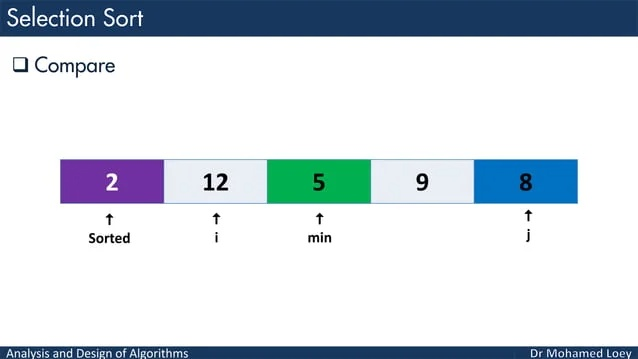 Selection Sort
❑ Compare
2 12 5 9 8
↑ ↑ ↑ ↑
Sorted i min j
Analysis and Design of Algorithms Dr Mohamed Loey